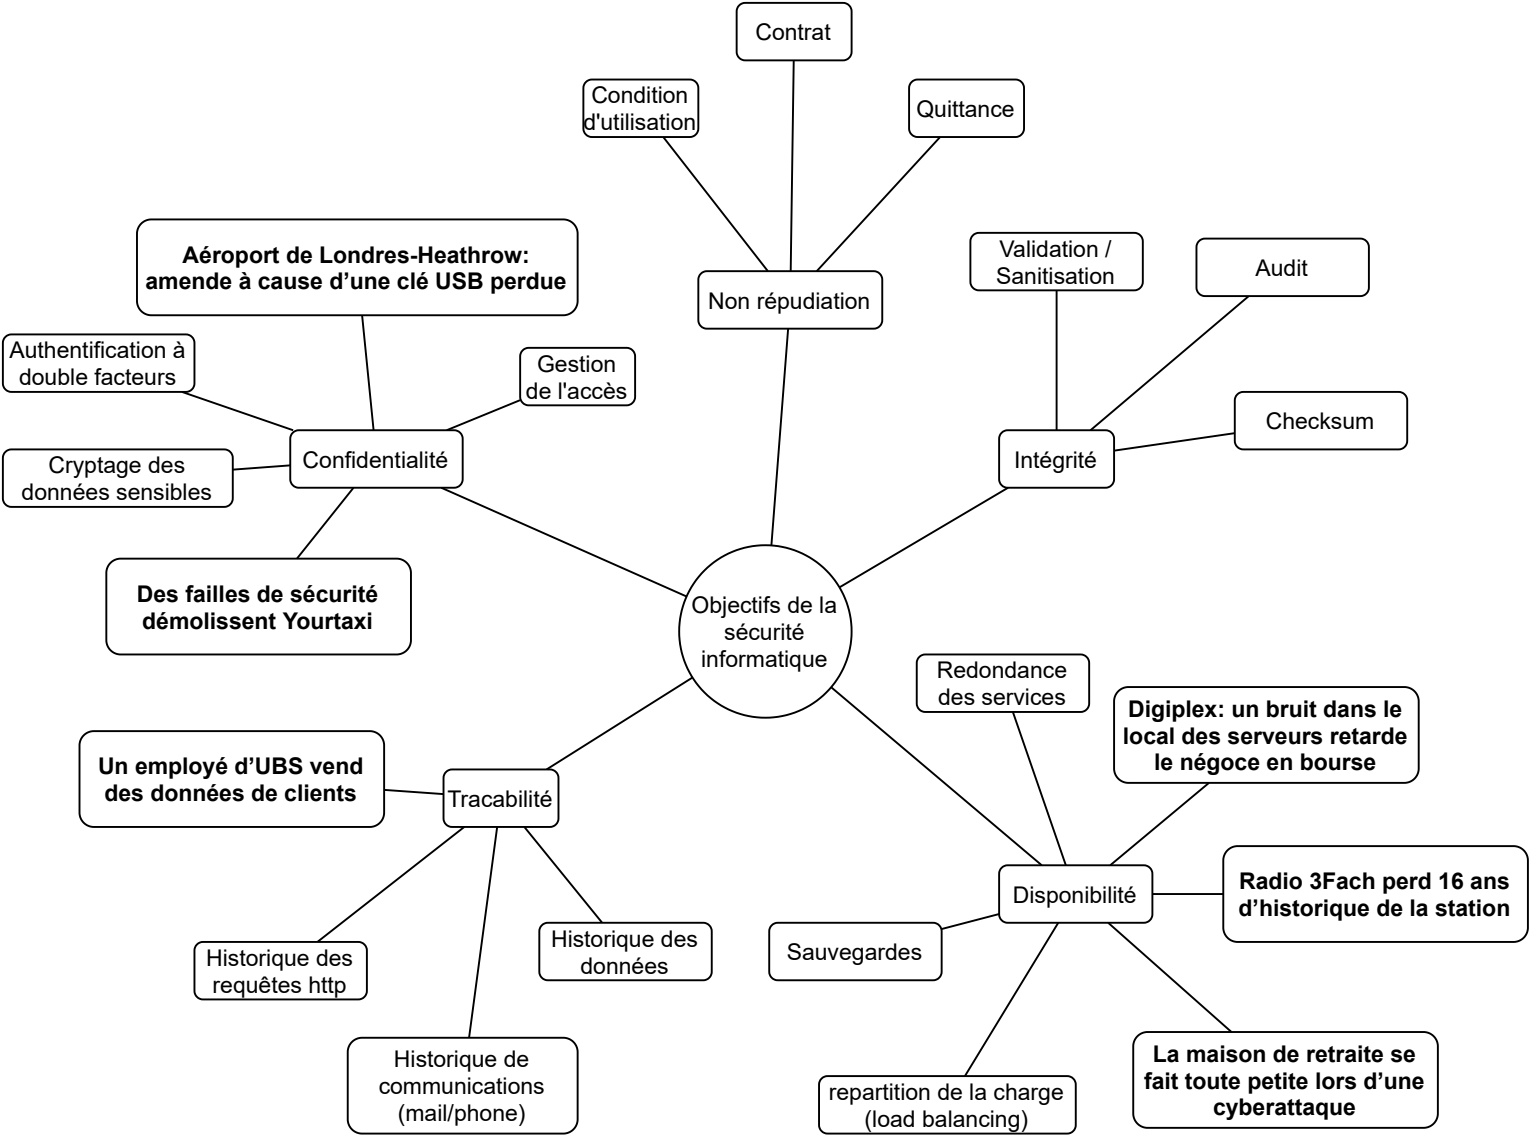 Contrat
Condition
d'utilisation
Quittance
Aéroport de Londres-Heathrow:
amende à cause d’une clé USB perdue
Non répudiation
Validation /
Sanitisation
Audit
Authentification à
double facteurs
Gestion
de l'accès
Checksum
Confidentialité
Intégrité
Cryptage des
données sensibles
Des failles de sécurité
démolissent Yourtaxi
Objectifs de la
sécurité
informatique
Redondance
des services
Digiplex: un bruit dans le
local des serveurs retarde
le négoce en bourse
Un employé d’UBS vend
des données de clients
Tracabilité
Disponibilité
Radio 3Fach perd 16 ans
d’historique de la station
Historique des
requêtes http
Historique des
données
Sauvegardes
Historique de
communications
(mail/phone)
repartition de la charge
(load balancing)
La maison de retraite se
fait toute petite lors d’une
cyberattaque